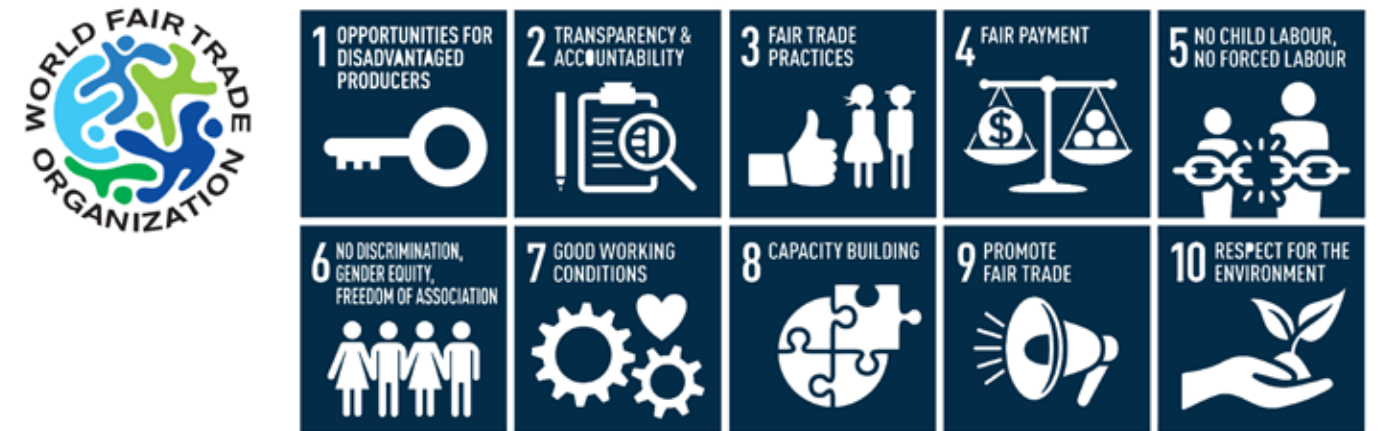 WORLD FAIR TRADE
ORGANIZATION
1 OPPORTUNITIES FOR
DISADVANTAGED
PRODUCERS
2 TRANSPARENCY &
ACCOUNTABILITY
3 FAIR TRADE
PRACTICES
4 FAIR PAYMENT
$
5 NO CHILD LABOUR,
NO FORCED LABOUR
6 NO DISCRIMINATION,
GENDER EQUITY,
FREEDOM OF ASSOCIATION
7 GOOD WORKING
CONDITIONS
8 CAPACITY BUILDING
9 PROMOTE
FAIR TRADE
10 RESPECT FOR THE
ENVIRONMENT